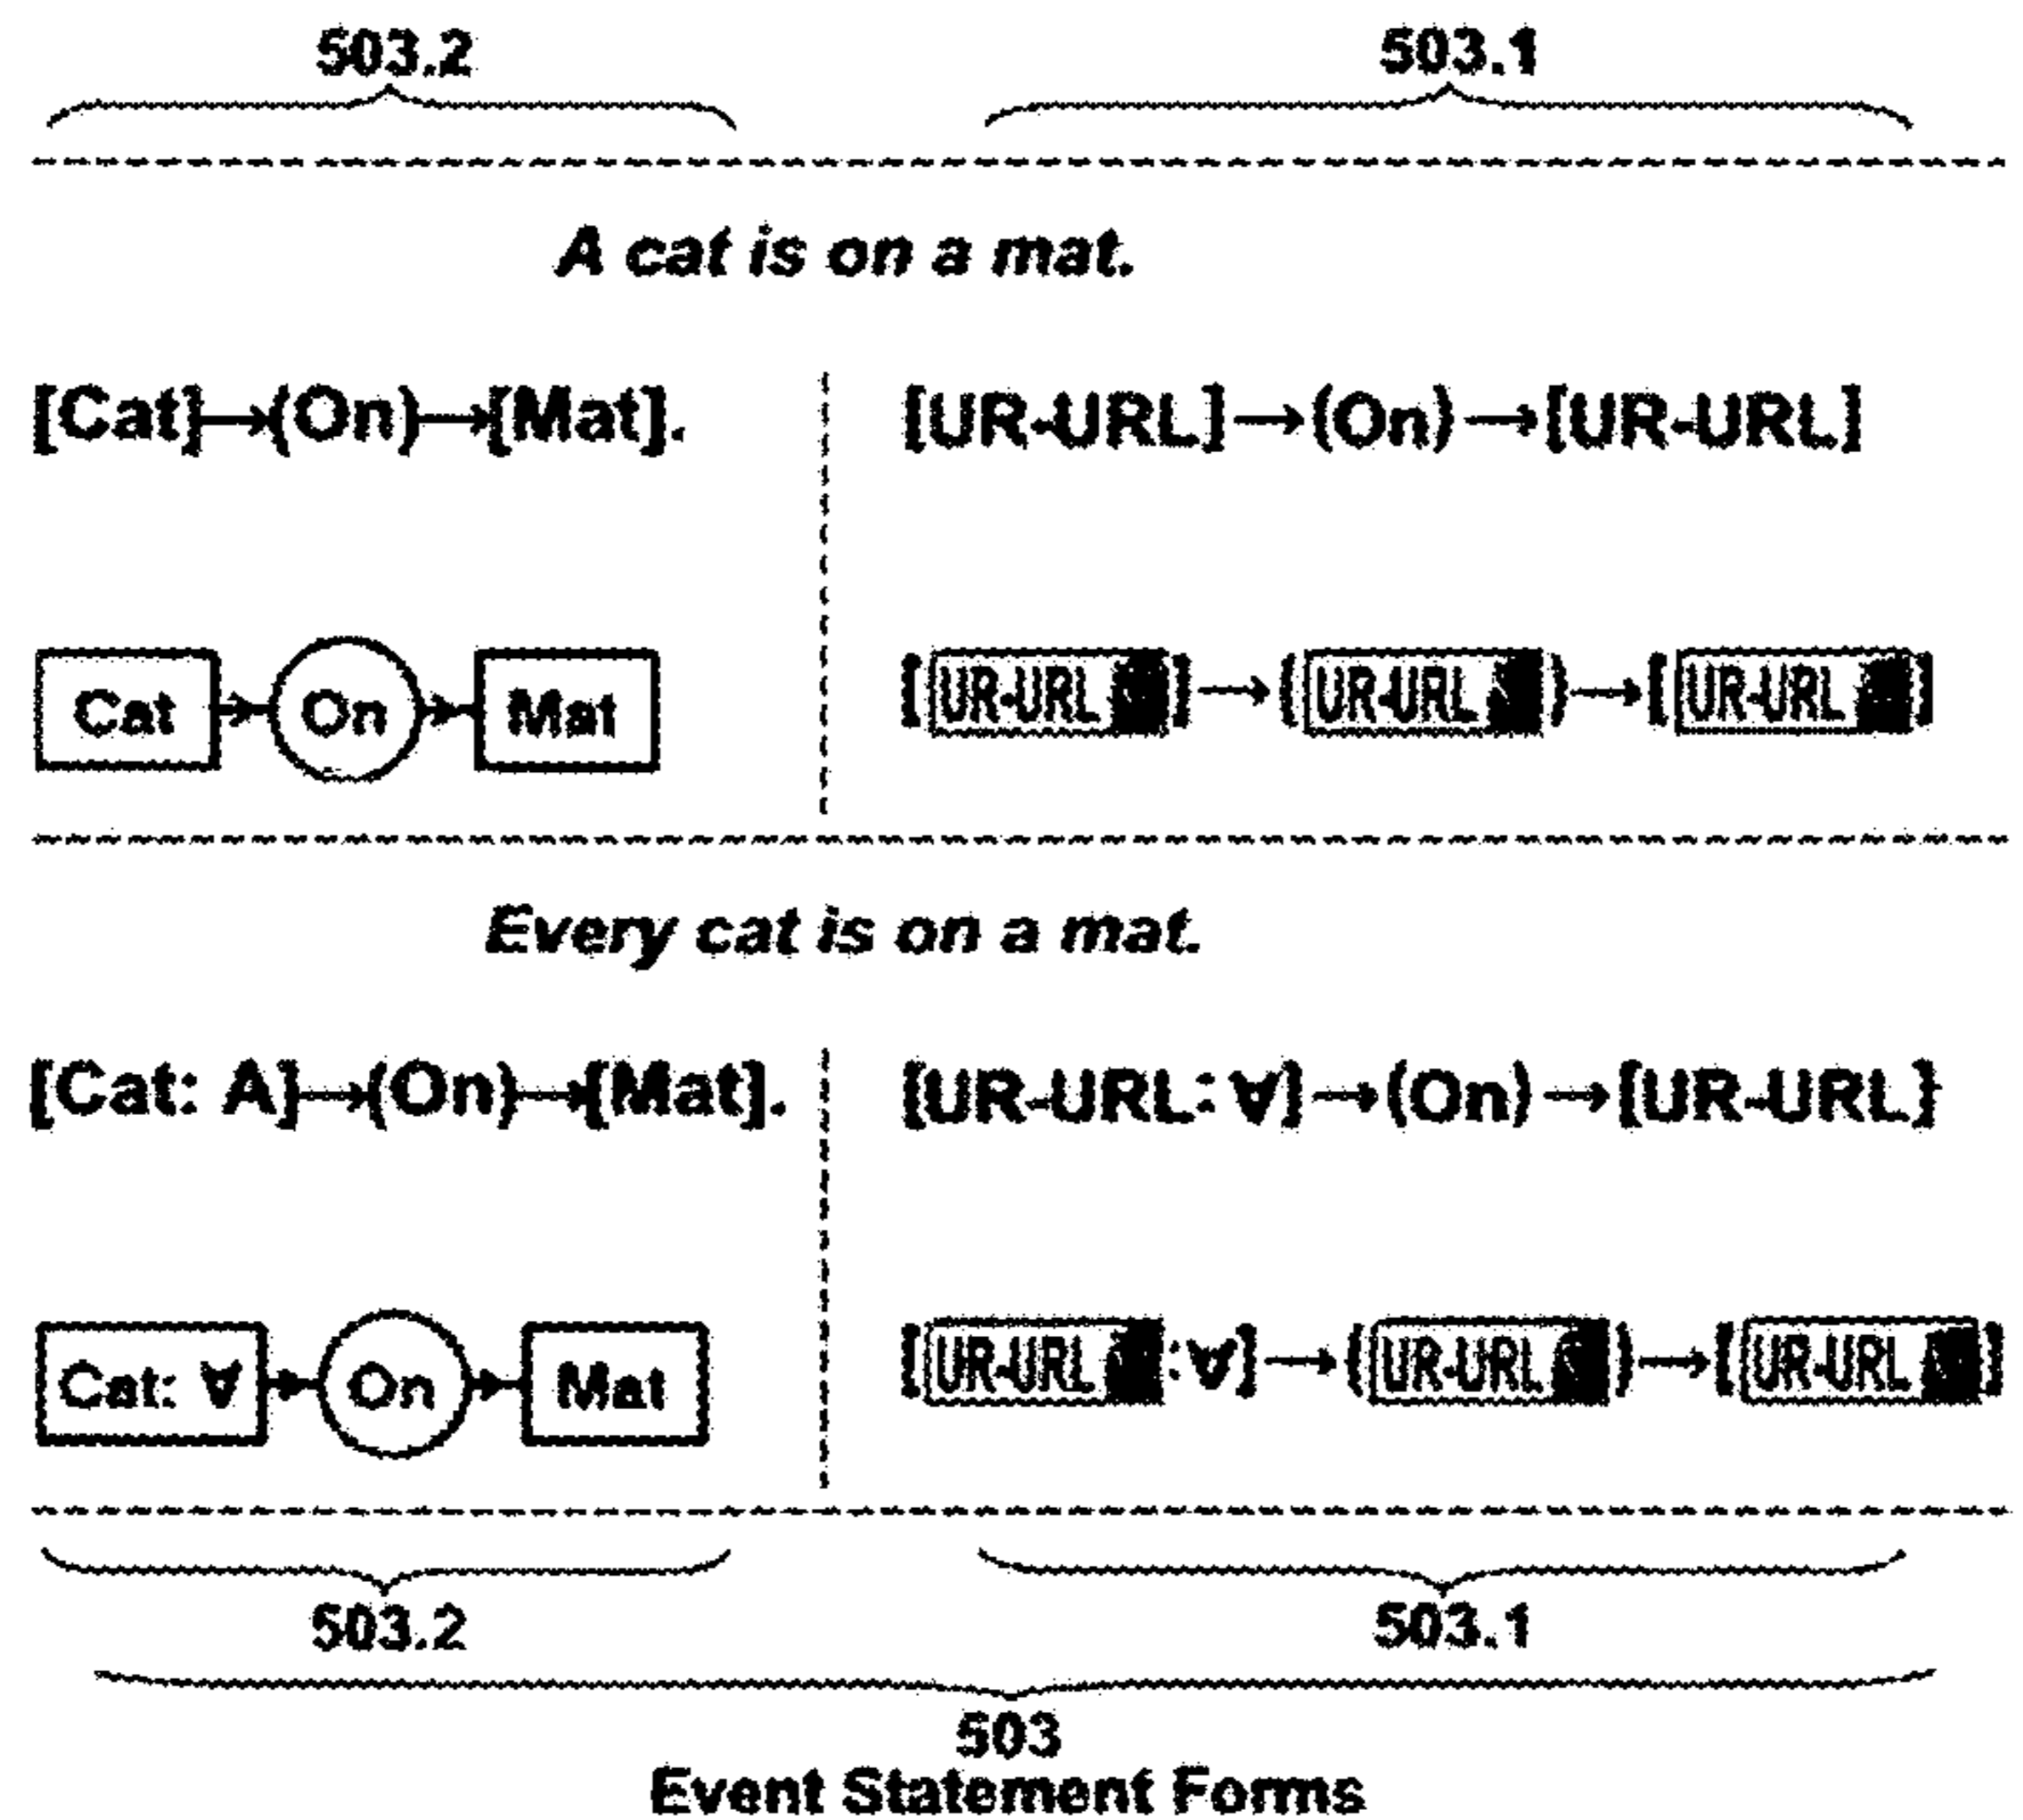 503.2 503.1
A cat is on a mat.
[Cat]→(On)→[Mat]. [UR-URL]→(On)→[UR-URL]
Cat On Mat [UR-URL]→(UR-URL)→[UR-URL]
Every cat is on a mat.
[Cat: A]→(On)→[Mat]. [UR-URL:∀]→(On)→[UR-URL]
Cat: ∀ On Mat [UR-URL:∀]→(UR-URL)→[UR-URL]
503.2 503.1
503
Event Statement Forms